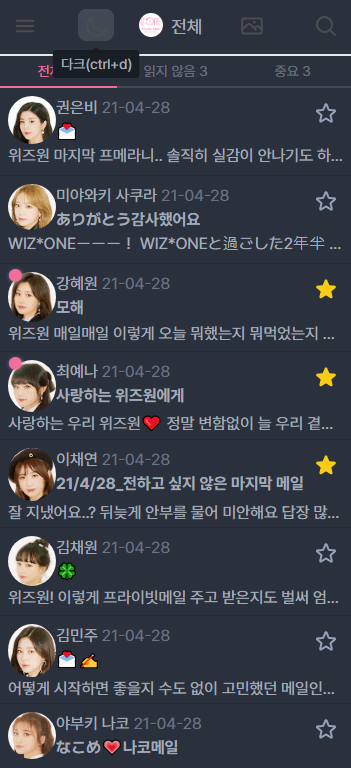 전체
다크(ctrl+d)
읽지 않음 3
중요 3
권은비 21-04-28
💌
위즈원 마지막 프메라니.. 솔직히 실감이 안나기도 하...
미야와키 사쿠라 21-04-28
ありがとう감사했어요
WIZ*ONEーーー！ WIZ*ONEと過ごした2年半 ...
강혜원 21-04-28
모해
위즈원 매일매일 이렇게 오늘 뭐했는지 뭐먹었는지 ...
최예나 21-04-28
사랑하는 위즈원에게
사랑하는 우리 위즈원❤️ 정말 변함없이 늘 우리 곁...
이채연 21-04-28
21/4/28_전하고 싶지 않은 마지막 메일
잘 지냈어요..? 뒤늦게 안부를 물어 미안해요 답장 많...
김채원 21-04-28
🍀
위즈원! 이렇게 프라이빗메일 주고 받은지도 벌써 엄...
김민주 21-04-28
💌✍️
어떻게 시작하면 좋을지 수도 없이 고민했던 메일인...
야부키 나코 21-04-28
なこめ❤️나코메일